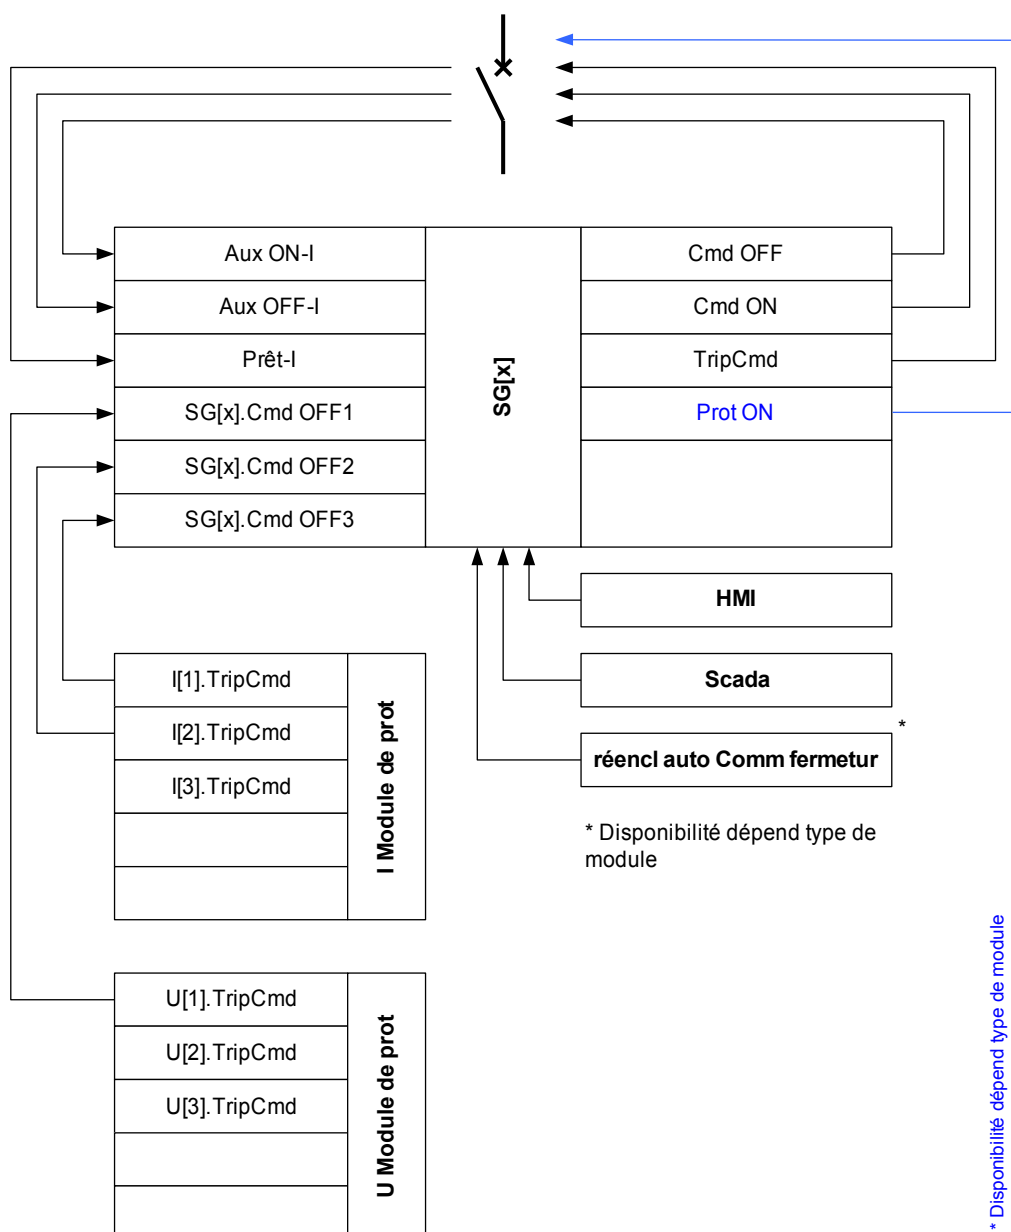 Aux ON-I
Aux OFF-I
Prêt-I
SG[x].Cmd OFF1
SG[x].Cmd OFF2
SG[x].Cmd OFF3
SG[x]
Cmd OFF
Cmd ON
TripCmd
Prot ON
HMI
Scada
*
réencl auto Comm fermetur
* Disponibilité dépend type de
module
I[1].TripCmd
I[2].TripCmd
I[3].TripCmd
I Module de prot
U[1].TripCmd
U[2].TripCmd
U[3].TripCmd
U Module de prot
* Disponibilité dépend type de module